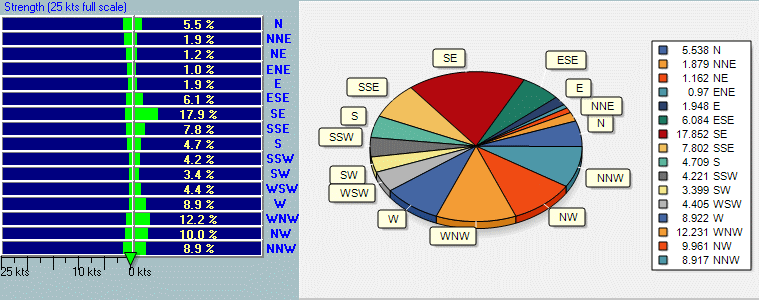 Strength (25 kts full scale)
5.5 % N
1.9 % NNE
1.2 % NE
1.0 % ENE
1.9 % E
6.1 % ESE
17.9 % SE
7.8 % SSE
4.7 % S
4.2 % SSW
3.4 % SW
4.4 % WSW
8.9 % W
12.2 % WNW
10.0 % NW
8.9 % NNW
25 kts 10 kts 0 kts
SE
ESE
SSE
E
NNE
S
N
SSW
SW
NNW
WSW
W
NW
WNW
5.538 N
1.879 NNE
1.162 NE
0.97 ENE
1.948 E
6.084 ESE
17.852 SE
7.802 SSE
4.709 S
4.221 SSW
3.399 SW
4.405 WSW
8.922 W
12.231 WNW
9.961 NW
8.917 NNW